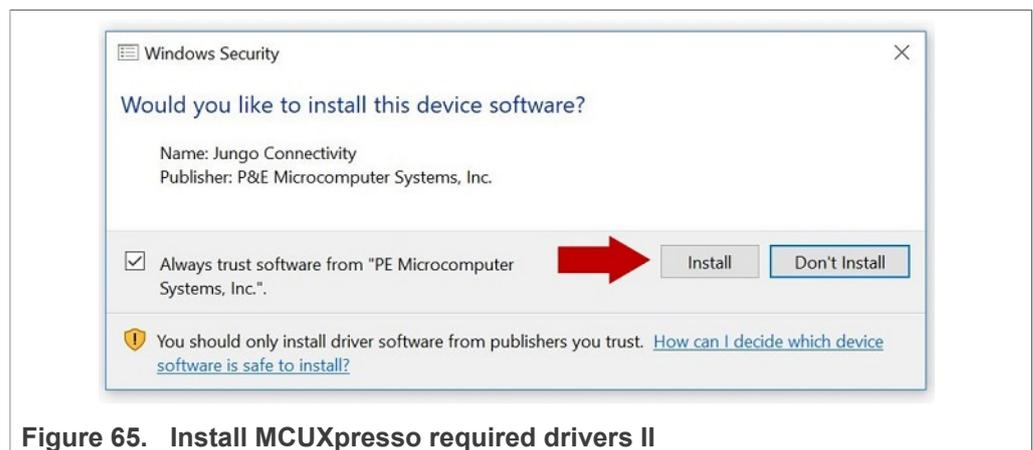 Windows Security
Would you like to install this device software?
Name: Jungo Connectivity
Publisher: P&E Microcomputer Systems, Inc.
Always trust software from "PE Microcomputer
Systems, Inc.".
Install
Don't Install
You should only install driver software from publishers you trust. How can I decide which device
software is safe to install?
Figure 65. Install MCUXpresso required drivers II